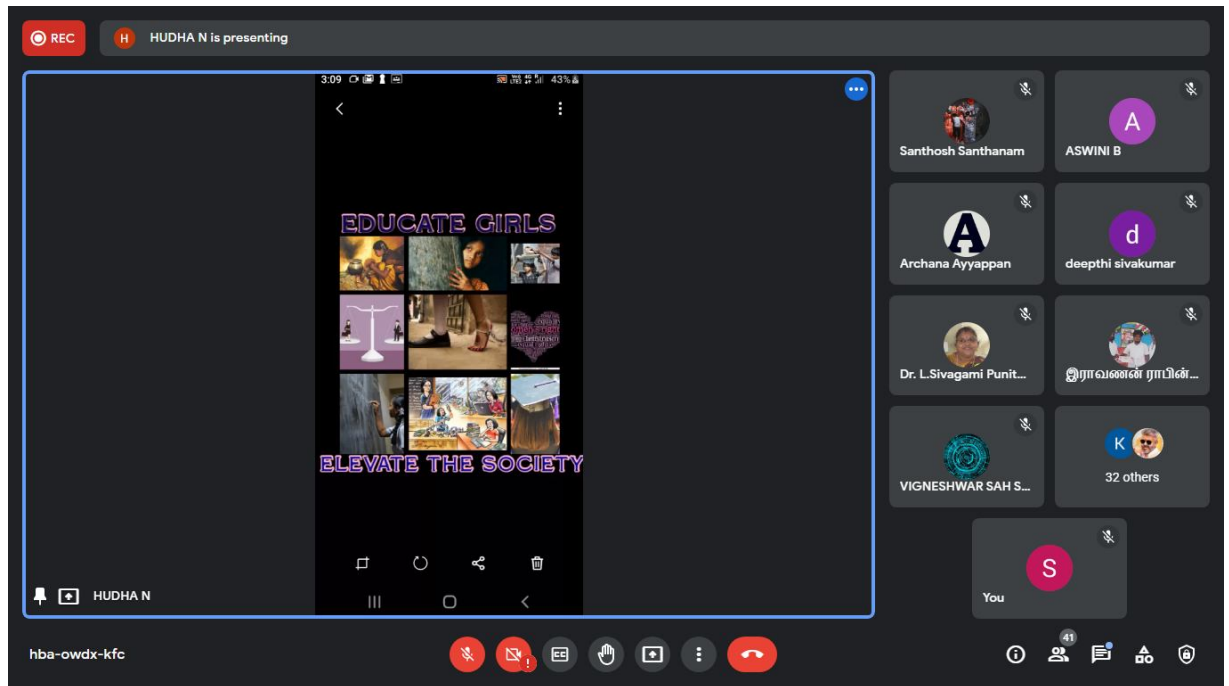 REC
H
HUDHA N is presenting
3:09
43%
EDUCATE GIRLS
ELEVATE THE SOCIETY
HUDHA N
Santhosh Santhanam
A
ASWINI B
A
Archana Ayyappan
d
deepthi sivakumar
Dr. L.Sivagami Punit...
இராவணன் ராபின்...
VIGNESHWAR SAH S...
K
32 others
S
You
hba-owdx-kfc
CC
41